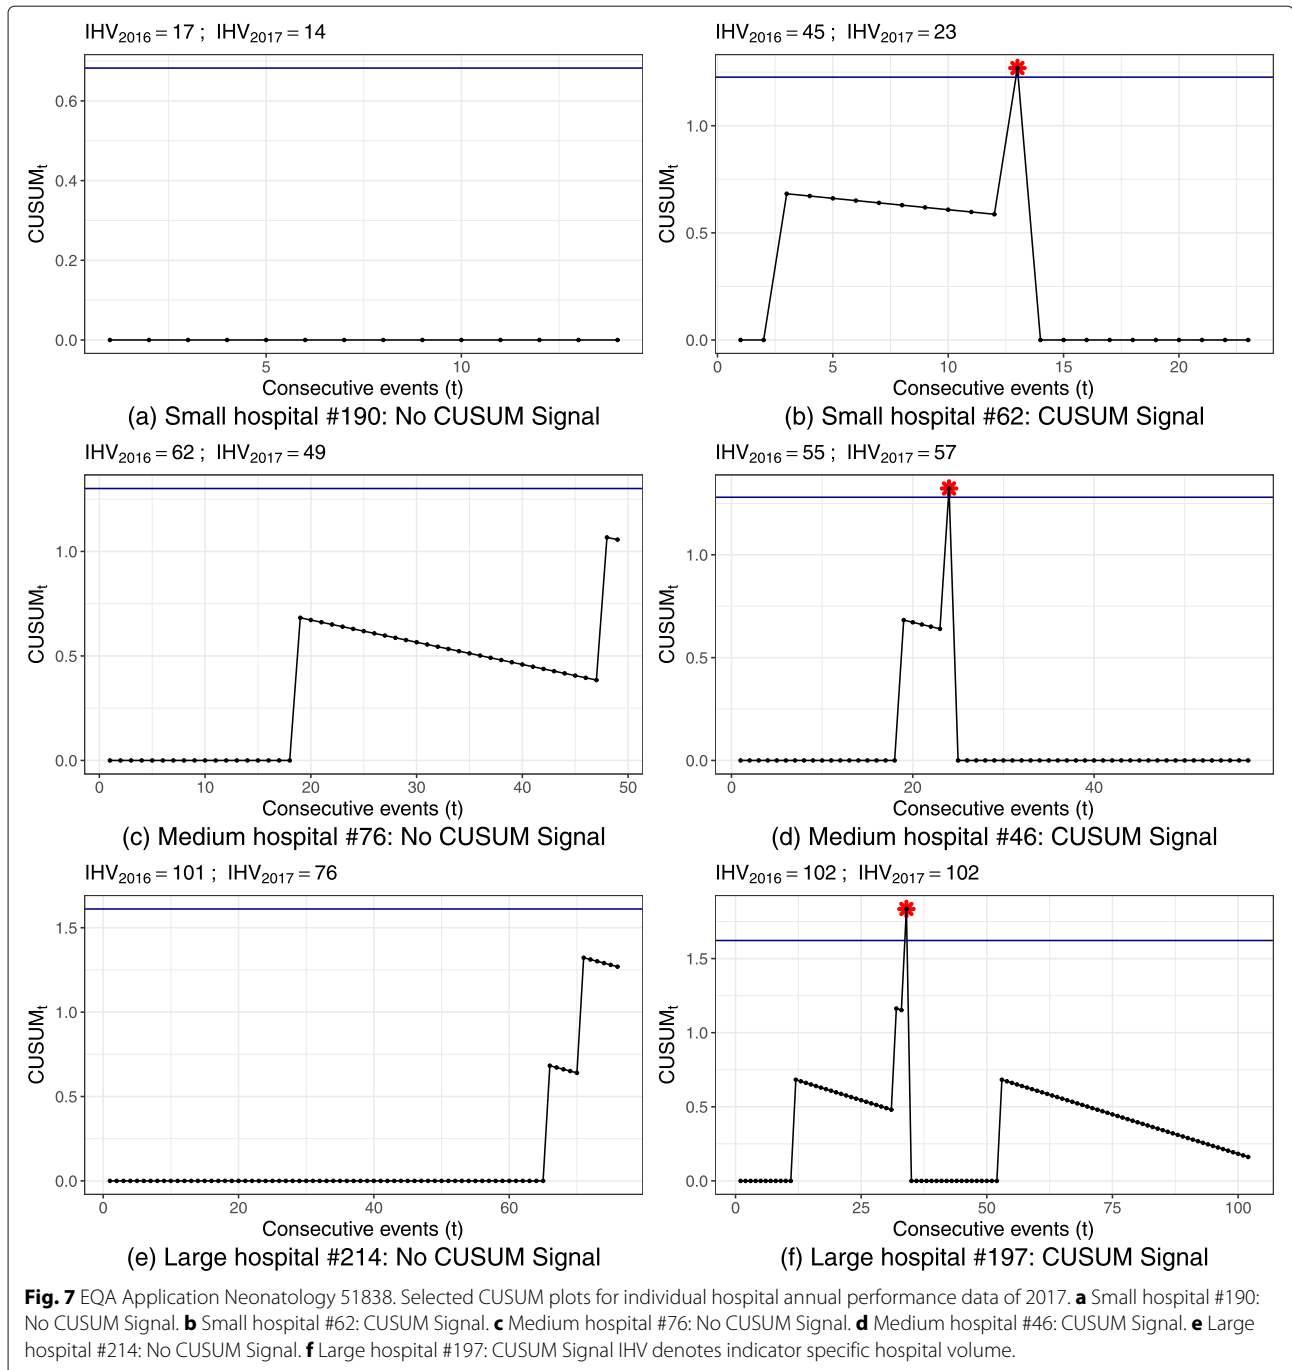 IHV2016 = 17 ; IHV2017 = 14
CUSUMt
0.6
0.4
0.2
0.0
5 10
Consecutive events (t)
(a) Small hospital #190: No CUSUM Signal
IHV2016 = 45 ; IHV2017 = 23
CUSUMt
1.0
0.5
0.0
0 5 10 15 20
Consecutive events (t)
(b) Small hospital #62: CUSUM Signal
IHV2016 = 62 ; IHV2017 = 49
CUSUMt
1.0
0.5
0.0
0 10 20 30 40 50
Consecutive events (t)
(c) Medium hospital #76: No CUSUM Signal
IHV2016 = 55 ; IHV2017 = 57
CUSUMt
1.0
0.5
0.0
0 20 40
Consecutive events (t)
(d) Medium hospital #46: CUSUM Signal
IHV2016 = 101 ; IHV2017 = 76
CUSUMt
1.5
1.0
0.5
0.0
0 20 40 60
Consecutive events (t)
(e) Large hospital #214: No CUSUM Signal
IHV2016 = 102 ; IHV2017 = 102
CUSUMt
1.5
1.0
0.5
0.0
0 25 50 75 100
Consecutive events (t)
(f) Large hospital #197: CUSUM Signal
Fig. 7 EQA Application Neonatology 51838. Selected CUSUM plots for individual hospital annual performance data of 2017. a Small hospital #190:
No CUSUM Signal. b Small hospital #62: CUSUM Signal. c Medium hospital #76: No CUSUM Signal. d Medium hospital #46: CUSUM Signal. e Large
hospital #214: No CUSUM Signal. f Large hospital #197: CUSUM Signal IHV denotes indicator specific hospital volume.